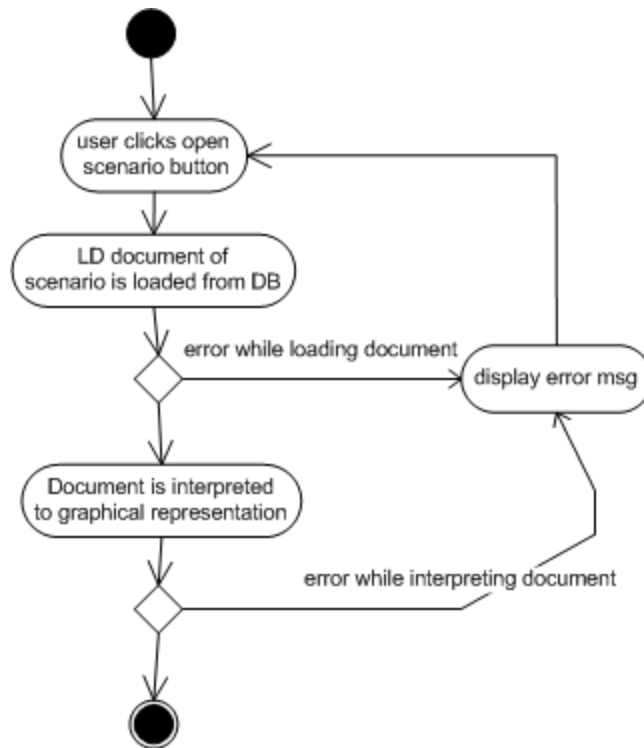 user clicks open
scenario button
LD document of
scenario is loaded from DB
error while loading document
display error msg
Document is interpreted
to graphical representation
error while interpreting document